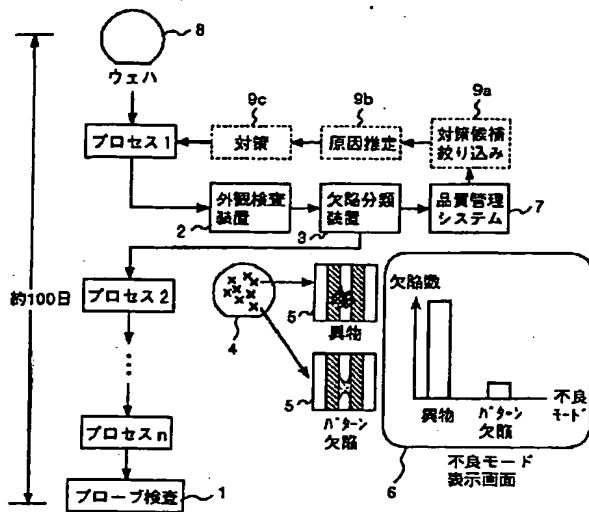 8
ウェハ
9c
9b
9a
プロセス1
対策
原因推定
対策候補
絞り込み
外観検査
装置
2
欠陥分類
装置
3
品質管理
システム
7
約100日
プロセス2
4
5
異物
5
パターン
欠陥
欠陥数
異物
パターン
欠陥
不良
モード
6
不良モード
表示画面
プロセスn
プローブ検査
1